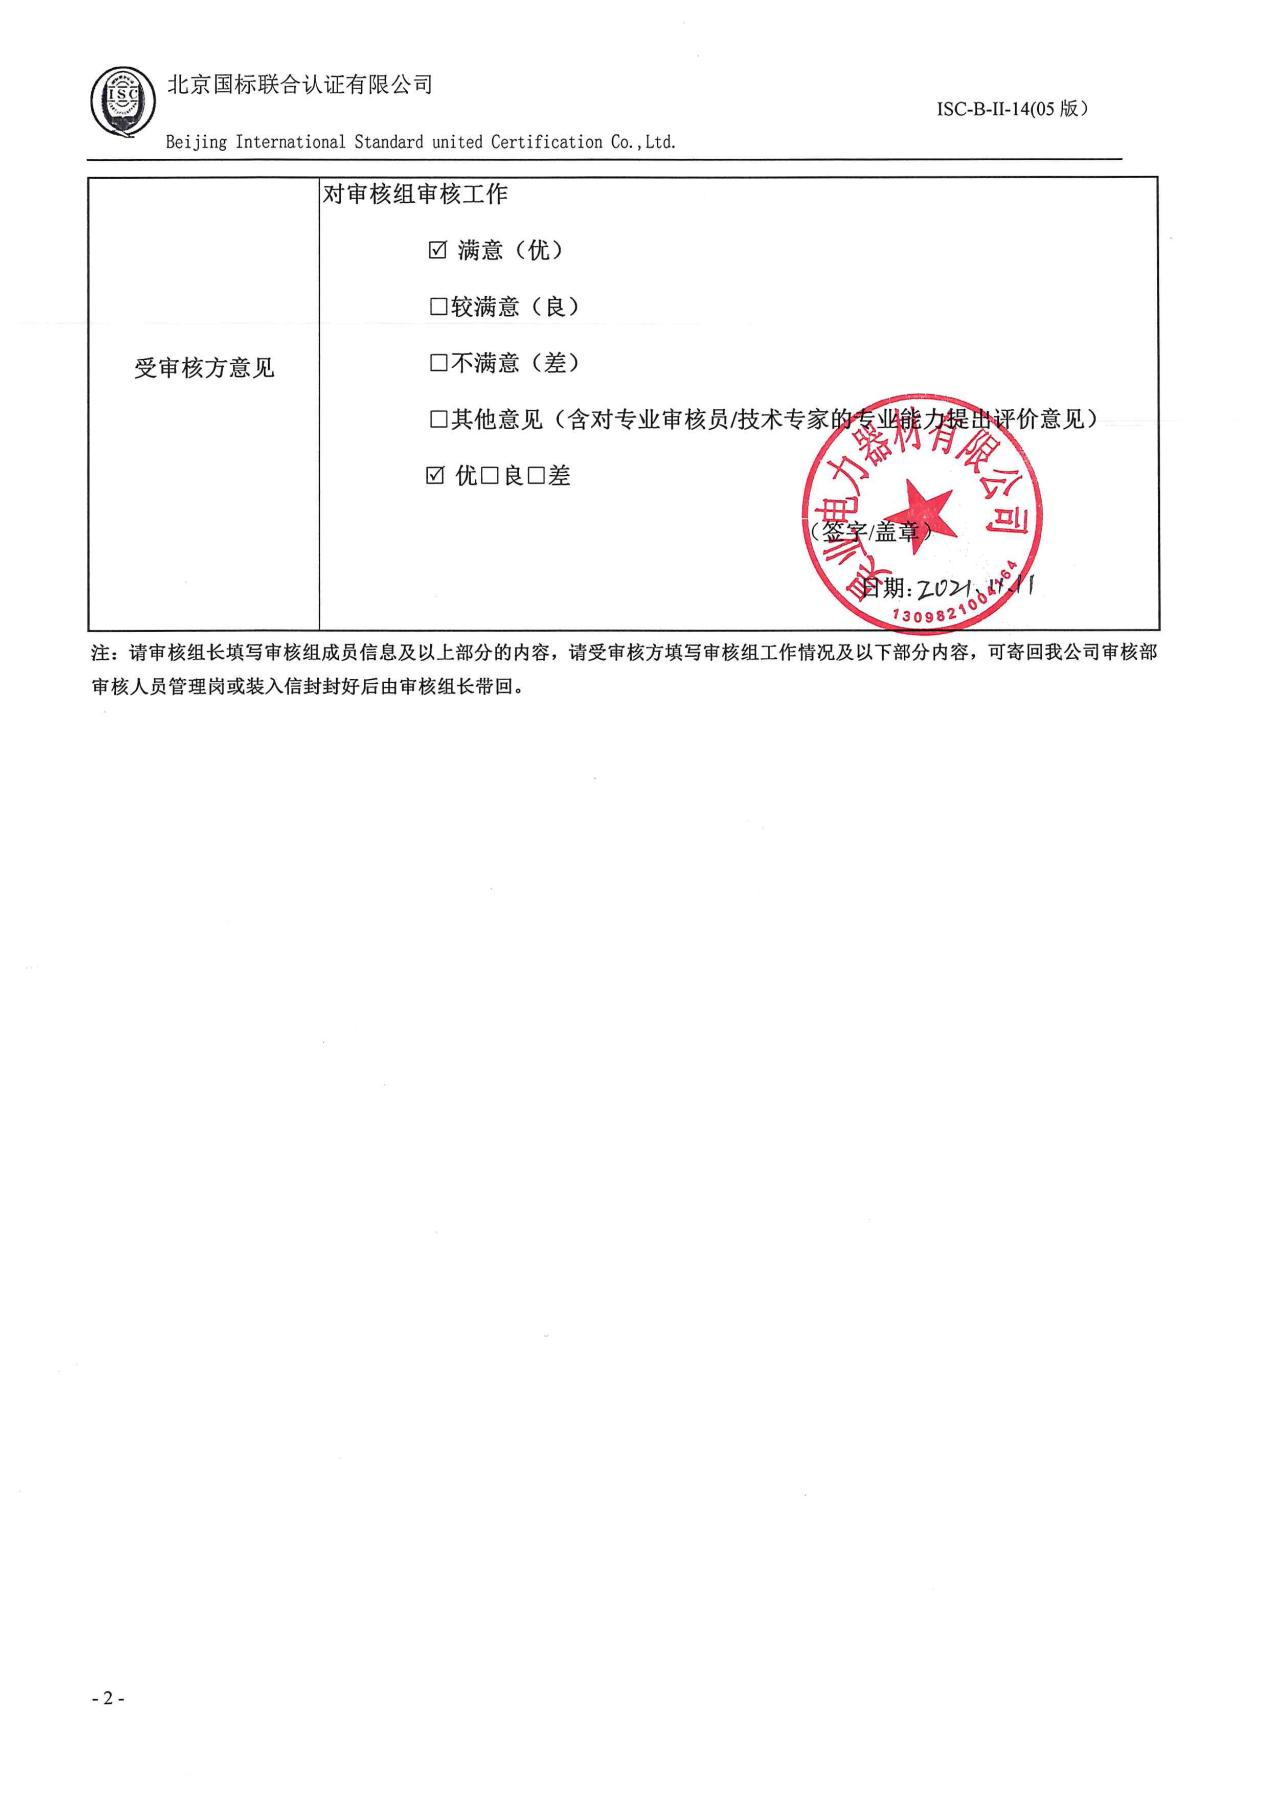 ISC
北京国标联合认证有限公司
ISC-B-II-14(05 版）
Beijing International Standard united Certification Co.,Ltd.
受审核方意见
对审核组审核工作
☑ 满意（优）
□较满意（良）
□不满意（差）
□其他意见（含对专业审核员/技术专家的专业能力提出评价意见）
☑ 优□良□差
（签字/盖章）
日期:2021.11.11
业电力器材有限公司
注：请审核组长填写审核组成员信息及以上部分的内容，请受审核方填写审核组工作情况及以下部分内容，可寄回我公司审核部
审核人员管理岗或装入信封封好后由审核组长带回。
- 2 -